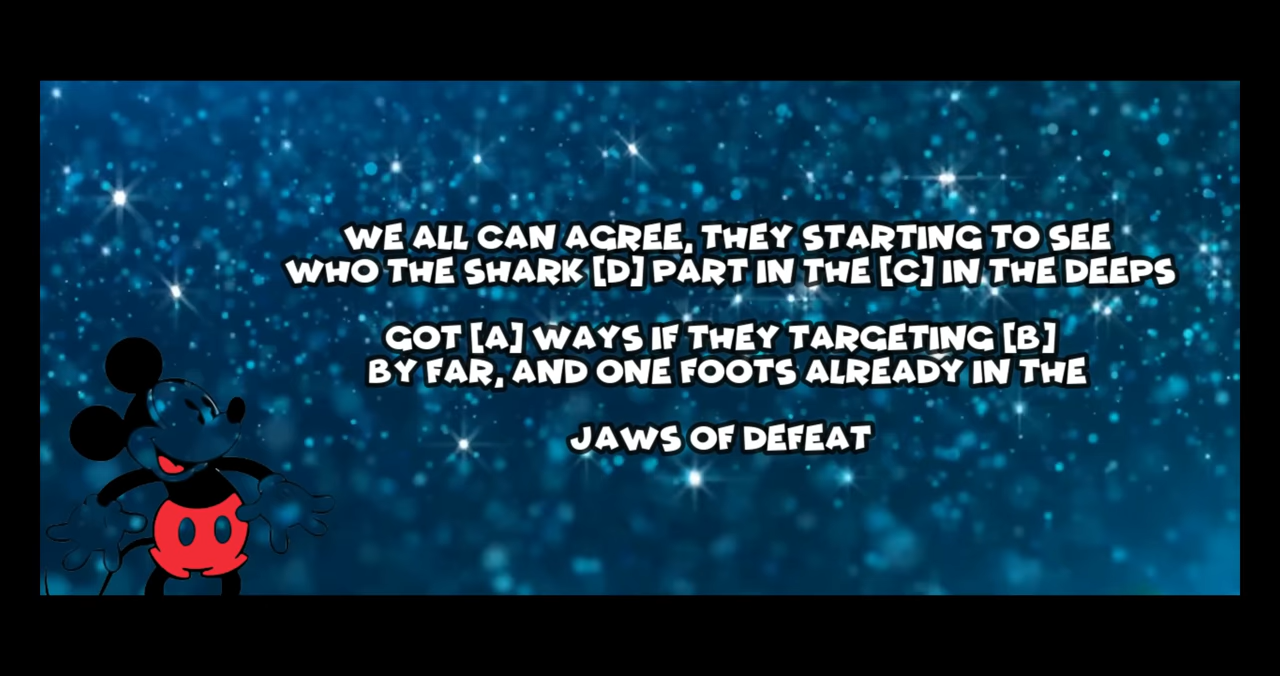 WE ALL CAN AGREE, THEY STARTING TO SEE
WHO THE SHARK [D] PART IN THE [C] IN THE DEEPS
GOT [A] WAYS IF THEY TARGETING [B]
BY FAR, AND ONE FOOTS ALREADY IN THE
JAWS OF DEFEAT